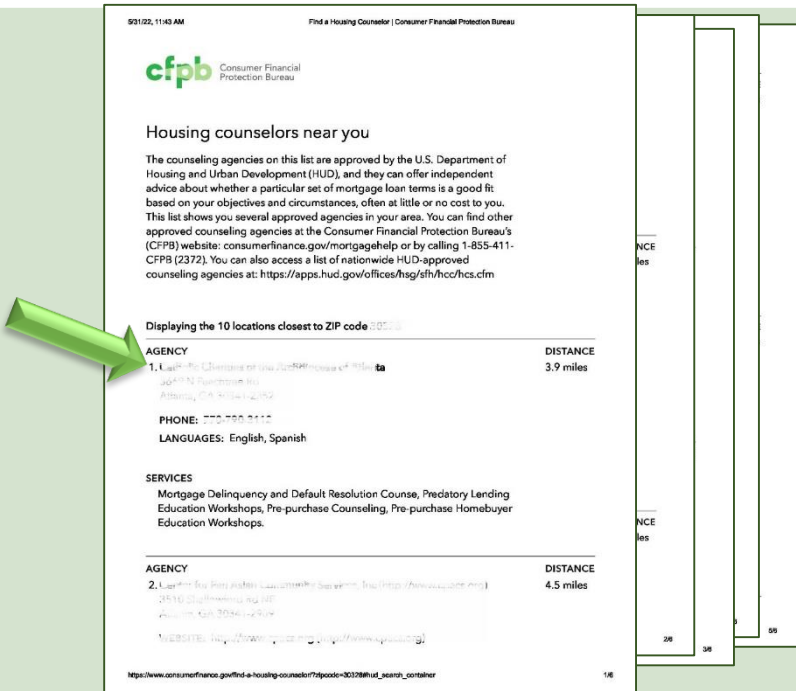 5/31/22, 11:43 AM Find a Housing Counselor | Consumer Financial Protection Bureau
cfpb Consumer Financial
Protection Bureau
Housing counselors near you
The counseling agencies on this list are approved by the U.S. Department of
Housing and Urban Development (HUD), and they can offer independent
advice about whether a particular set of mortgage loan terms is a good fit
based on your objectives and circumstances, often at little or no cost to you.
This list shows you several approved agencies in your area. You can find other
approved counseling agencies at the Consumer Financial Protection Bureau's
(CFPB) website: consumerfinance.gov/mortgagehelp or by calling 1-855-411-
CFPB (2372). You can also access a list of nationwide HUD-approved
counseling agencies at: https://apps.hud.gov/offices/hsg/sfh/hcc/hcs.cfm
Displaying the 10 locations closest to ZIP code
AGENCY DISTANCE
1. 3.9 miles
PHONE:
LANGUAGES: English, Spanish
SERVICES
Mortgage Delinquency and Default Resolution Counse, Predatory Lending
Education Workshops, Pre-purchase Counseling, Pre-purchase Homebuyer
Education Workshops.
AGENCY DISTANCE
2. 4.5 miles
WEBSITE:
https://www.consumerfinance.gov/find-a-housing-counselor/?zipcode=30328#hud_search_container 1/6
NCE
les
NCE
les
2/6
3/6
5/6